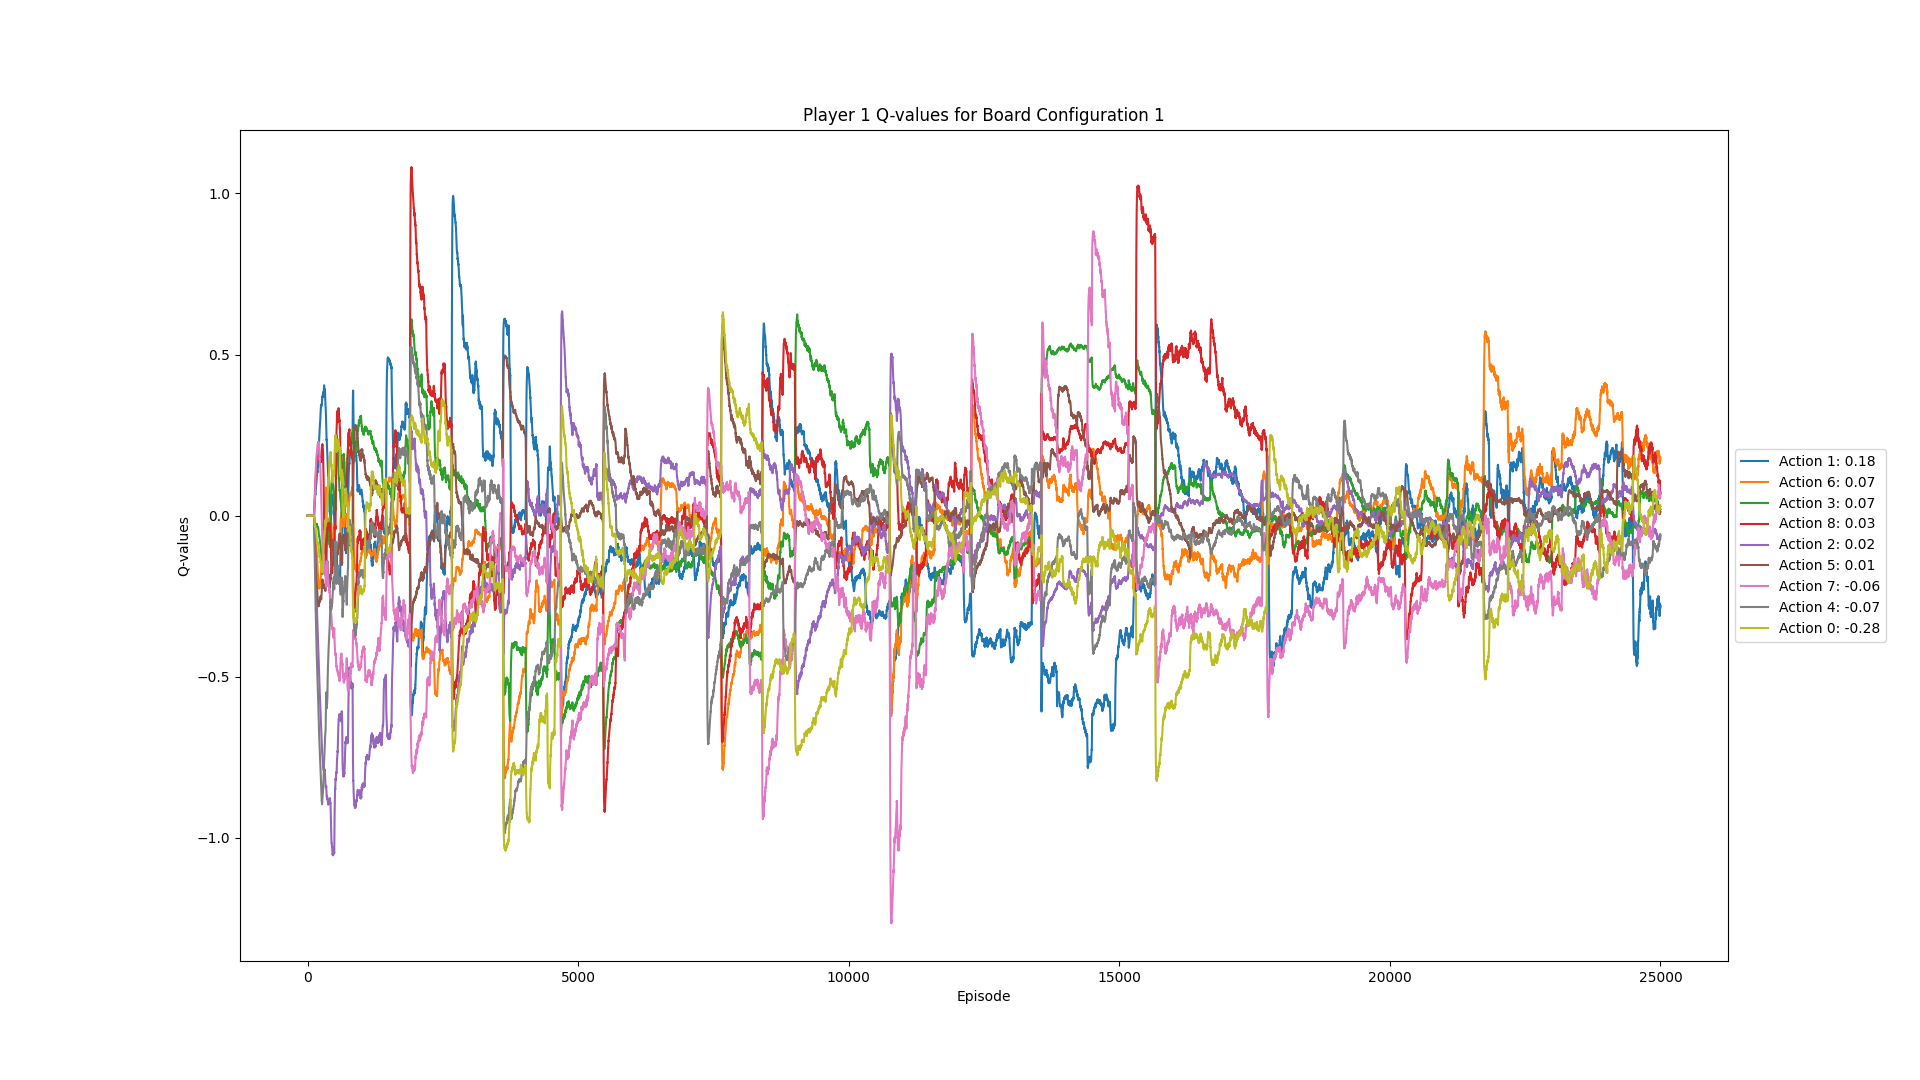 Player 1 Q-values for Board Configuration 1
Q-values
1.0
0.5
0.0
−0.5
−1.0
0
5000
10000
15000
20000
25000
Episode
Action 1: 0.18
Action 6: 0.07
Action 3: 0.07
Action 8: 0.03
Action 2: 0.02
Action 5: 0.01
Action 7: -0.06
Action 4: -0.07
Action 0: -0.28